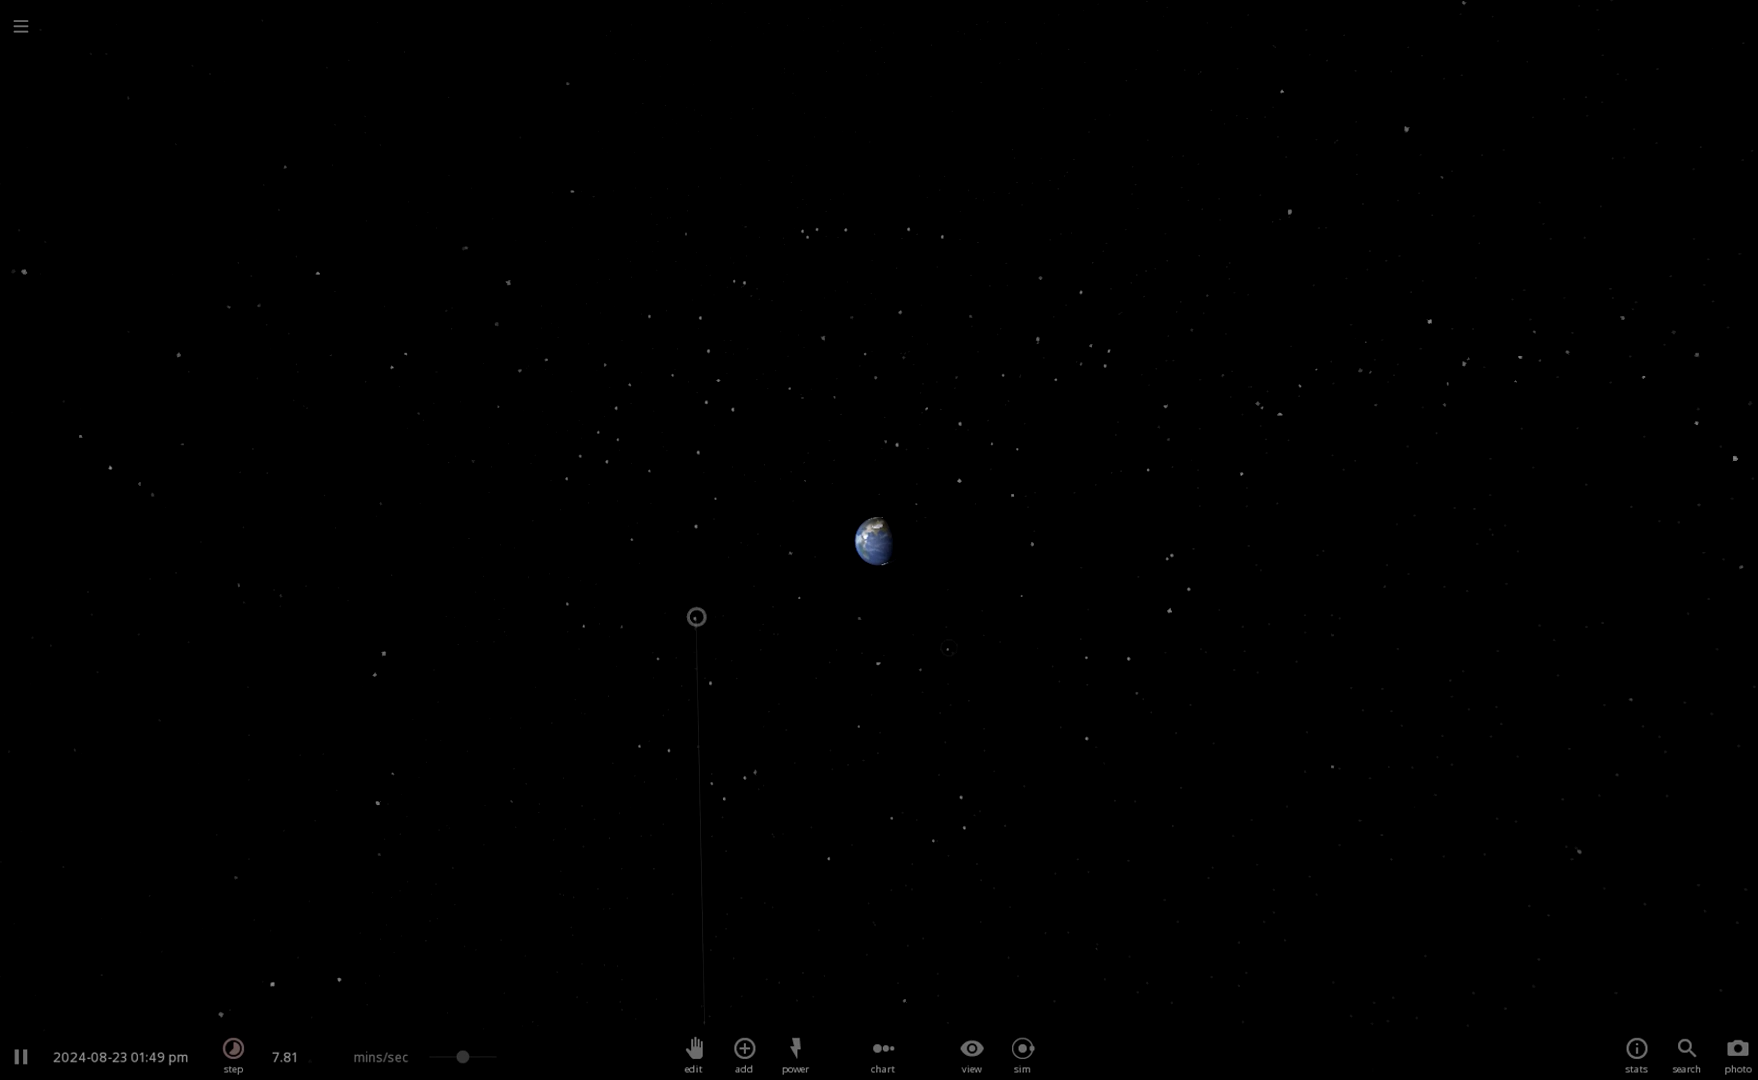 2024-08-23 01:49 pm
step
7.81
mins/sec
edit
add
power
chart
view
sim
stats
search
photo